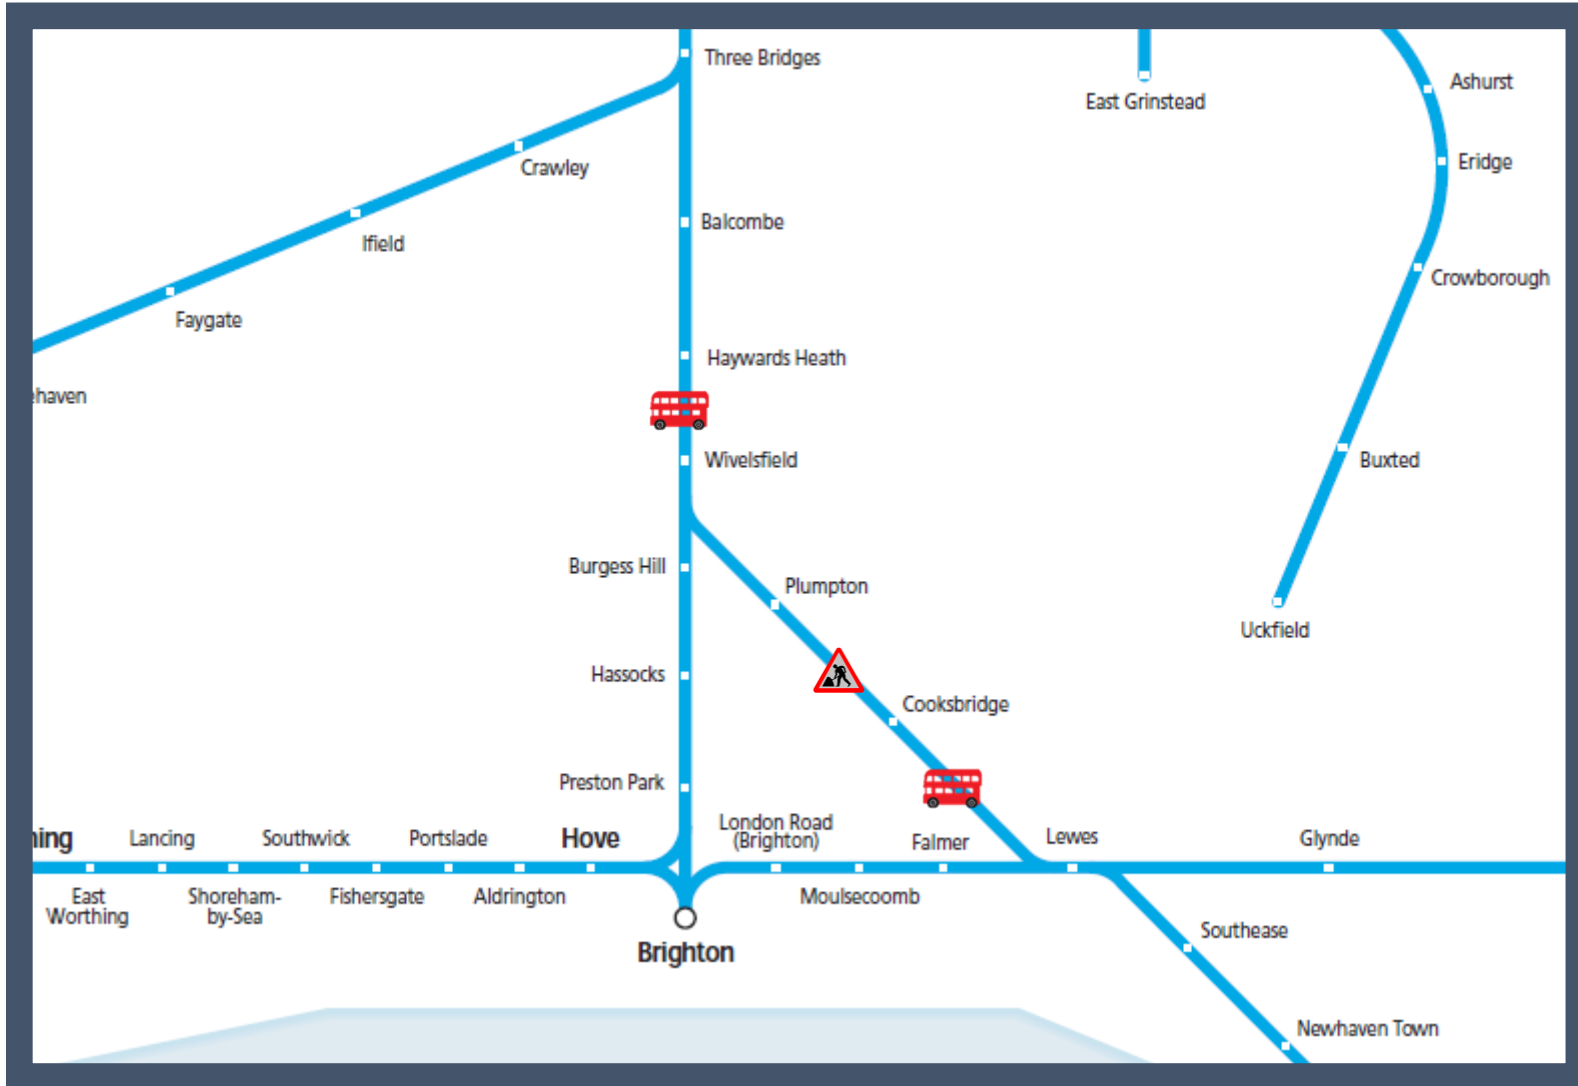 Three Bridges
Ashurst
East Grinstead
Eridge
Crawley
Balcombe
Ifield
Crowborough
Faygate
Haywards Heath
ehaven
Wivelsfield
Buxted
Burgess Hill
Plumpton
Uckfield
Hassocks
Cooksbridge
Preston Park
London Road
(Brighton)
hing
Lancing
Southwick
Portslade
Hove
Falmer
Lewes
Glynde
East
Worthing
Shoreham-
by-Sea
Fishersgate
Aldrington
Moulsecoomb
Brighton
Southease
Newhaven Town